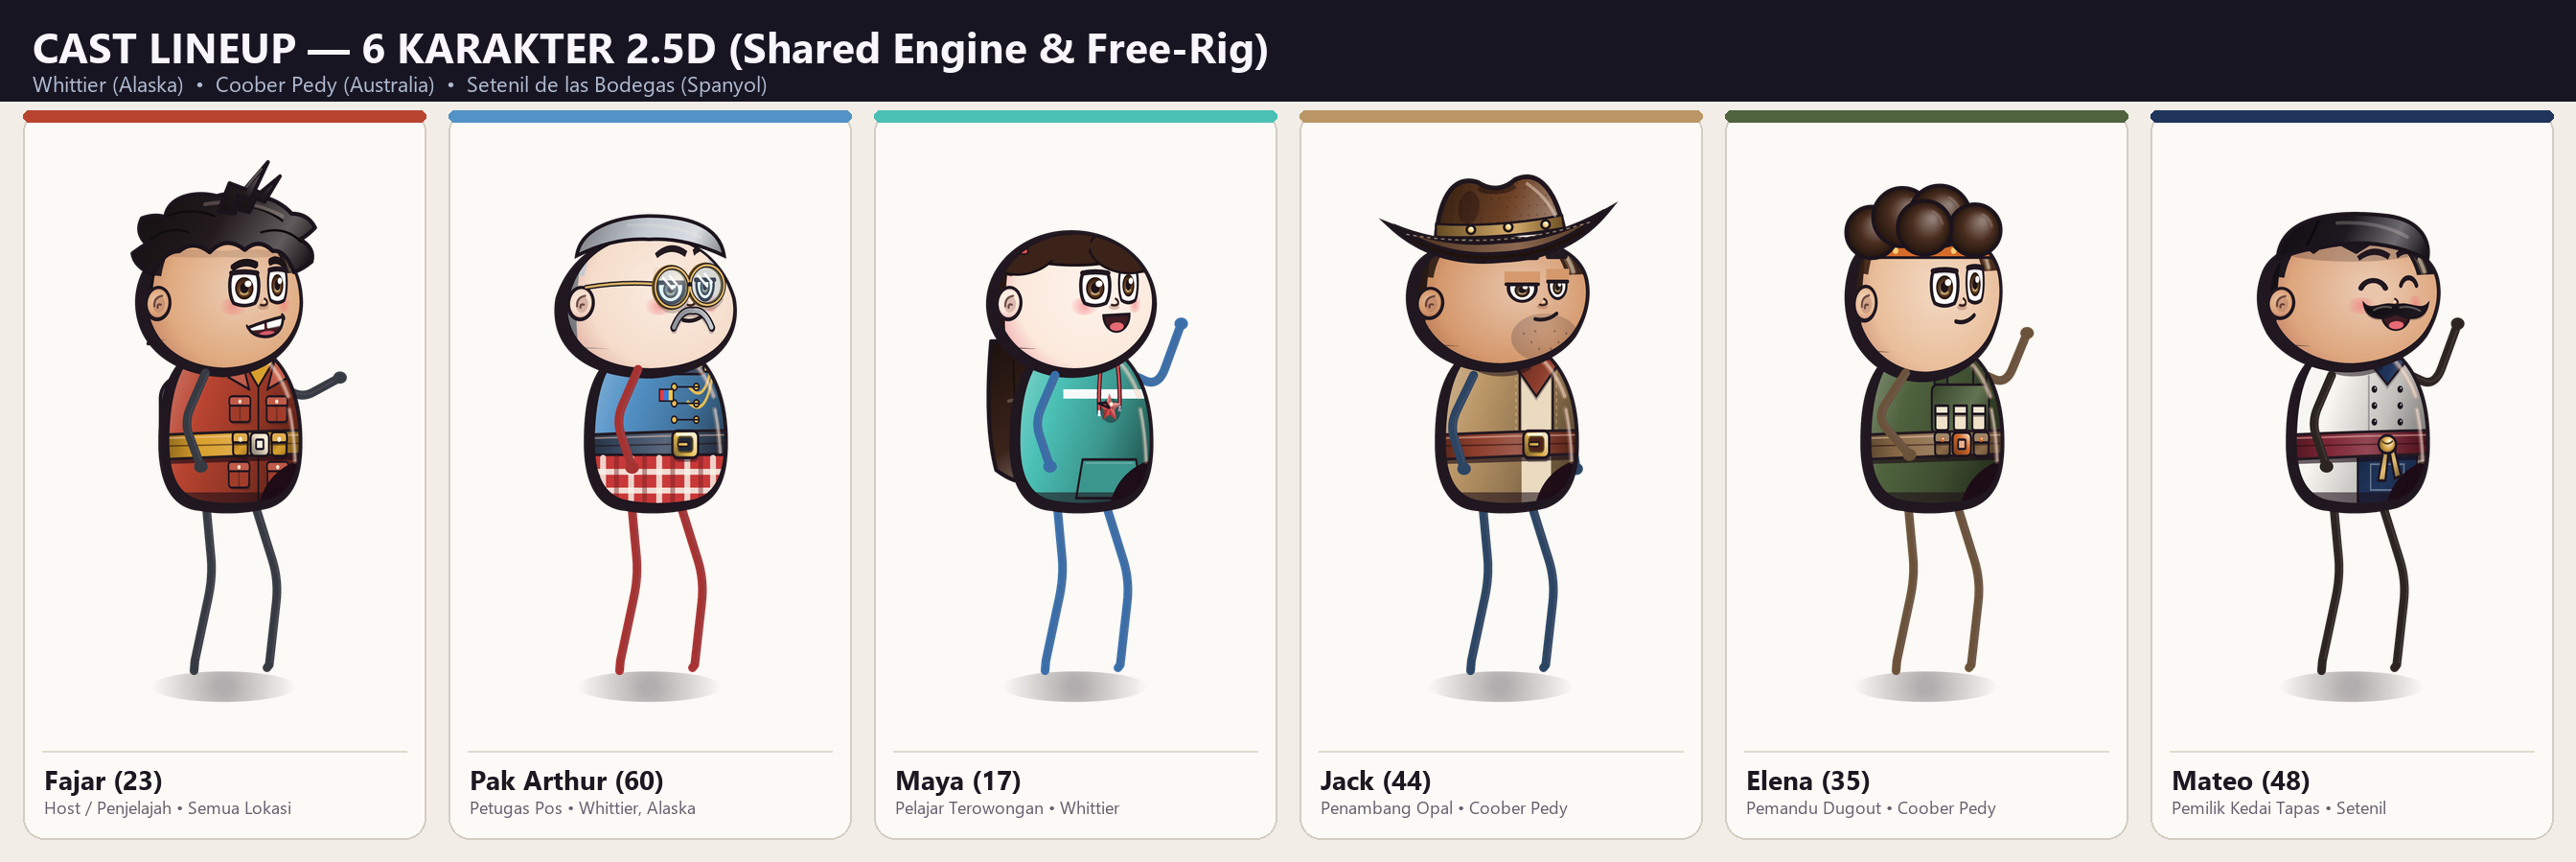 CAST LINEUP — 6 KARAKTER 2.5D (Shared Engine & Free-Rig)
Whittier (Alaska) • Coober Pedy (Australia) • Setenil de las Bodegas (Spanyol)
Fajar (23)
Host / Penjelajah • Semua Lokasi
Pak Arthur (60)
Petugas Pos • Whittier, Alaska
Maya (17)
Pelajar Terowongan • Whittier
Jack (44)
Penambang Opal • Coober Pedy
Elena (35)
Pemandu Dugout • Coober Pedy
Mateo (48)
Pemilik Kedai Tapas • Setenil